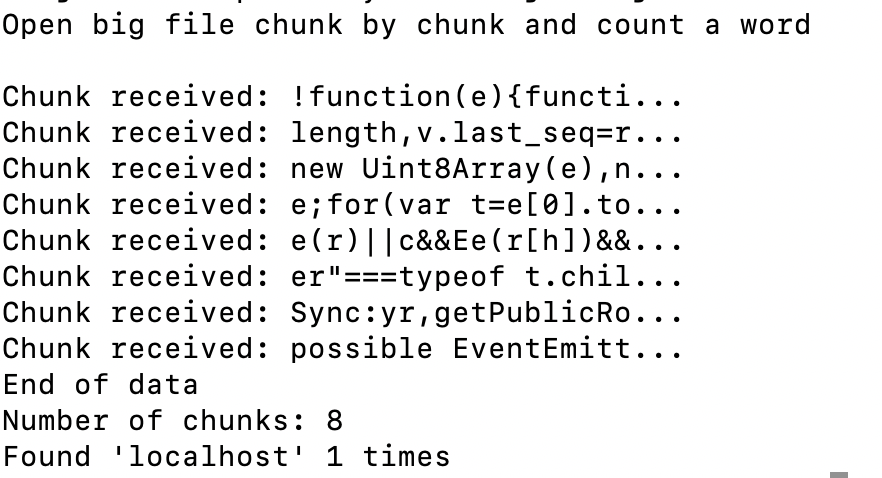 Open big file chunk by chunk and count a word
Chunk received: !function(e){functi...
Chunk received: length,v.last_seq=r...
Chunk received: new Uint8Array(e),n...
Chunk received: e;for(var t=e[0].to...
Chunk received: e(r)||c&&Ee(r[h])&&...
Chunk received: er"===typeof t.chil...
Chunk received: Sync:yr,getPublicRo...
Chunk received: possible EventEmitt...
End of data
Number of chunks: 8
Found 'localhost' 1 times